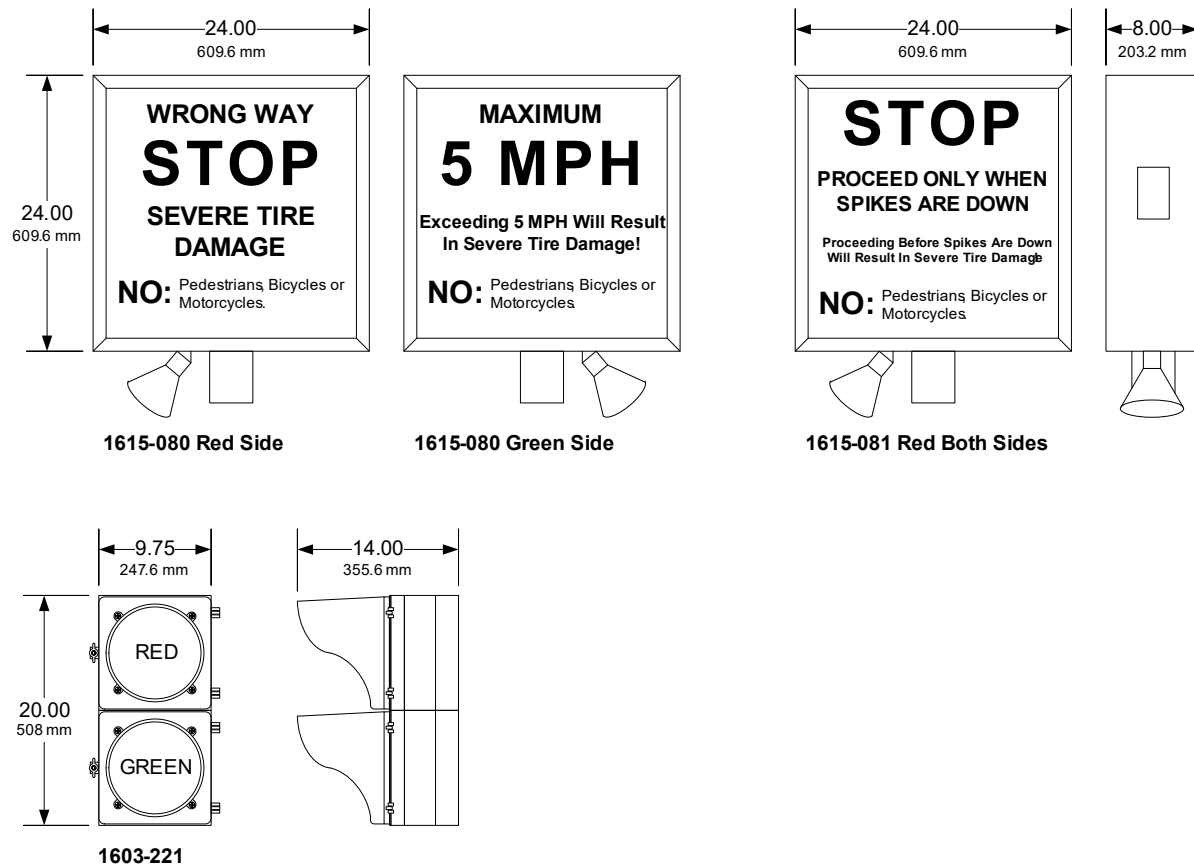 24.00
609.6 mm
24.00
609.6 mm
WRONG WAY
STOP
SEVERE TIRE
DAMAGE
NO: Pedestrians, Bicycles or
Motorcycles.
1615-080 Red Side
MAXIMUM
5 MPH
Exceeding 5 MPH Will Result
In Severe Tire Damage!
NO: Pedestrians, Bicycles or
Motorcycles.
1615-080 Green Side
24.00
609.6 mm
8.00
203.2 mm
STOP
PROCEED ONLY WHEN
SPIKES ARE DOWN
Proceeding Before Spikes Are Down
Will Result In Severe Tire Damage
NO: Pedestrians, Bicycles or
Motorcycles.
1615-081 Red Both Sides
9.75
247.6 mm
14.00
355.6 mm
20.00
508 mm
RED
GREEN
1603-221